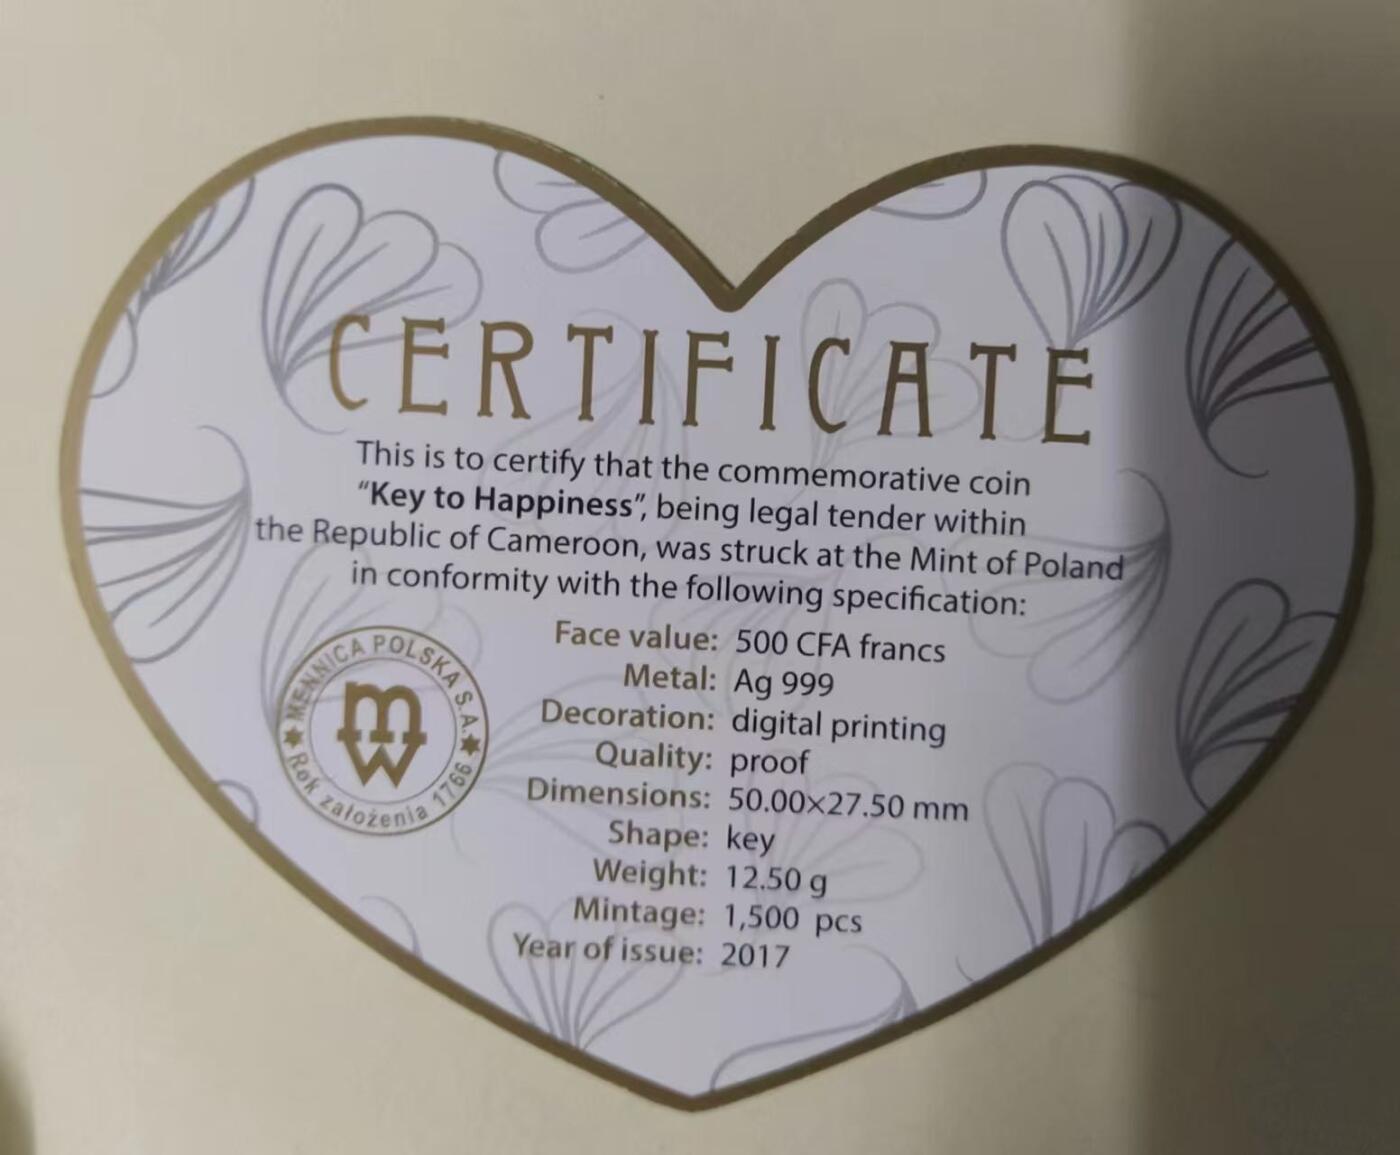 CERTIFICATE
This is to certify that the commemorative coin
“Key to Happiness”, being legal tender within
the Republic of Cameroon, was struck at the Mint of Poland
in conformity with the following specification:
Face value: 500 CFA francs
Metal: Ag 999
Decoration: digital printing
Quality: proof
Dimensions: 50.00×27.50 mm
Shape: key
Weight: 12.50 g
Mintage: 1,500 pcs
Year of issue: 2017
MENNICA POLSKA S.A.
mw
Rok założenia 1766